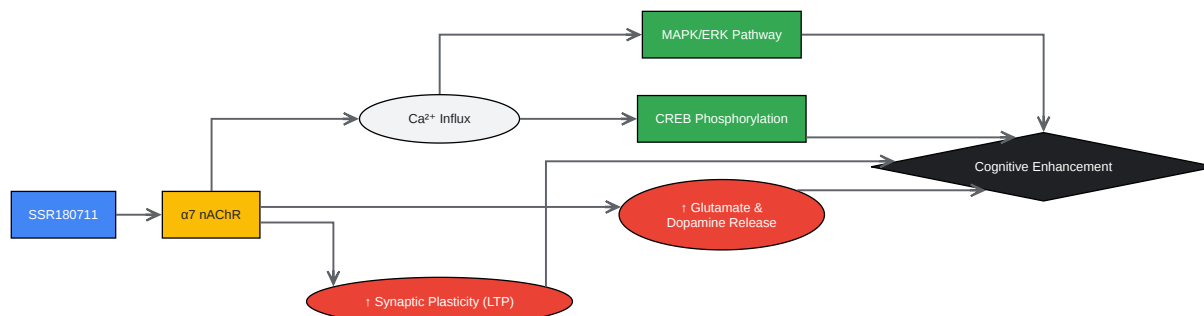 MAPK/ERK Pathway
Ca²⁺ Influx
CREB Phosphorylation
Cognitive Enhancement
SSR180711
α7 nAChR
↑ Glutamate &
Dopamine Release
↑ Synaptic Plasticity (LTP)